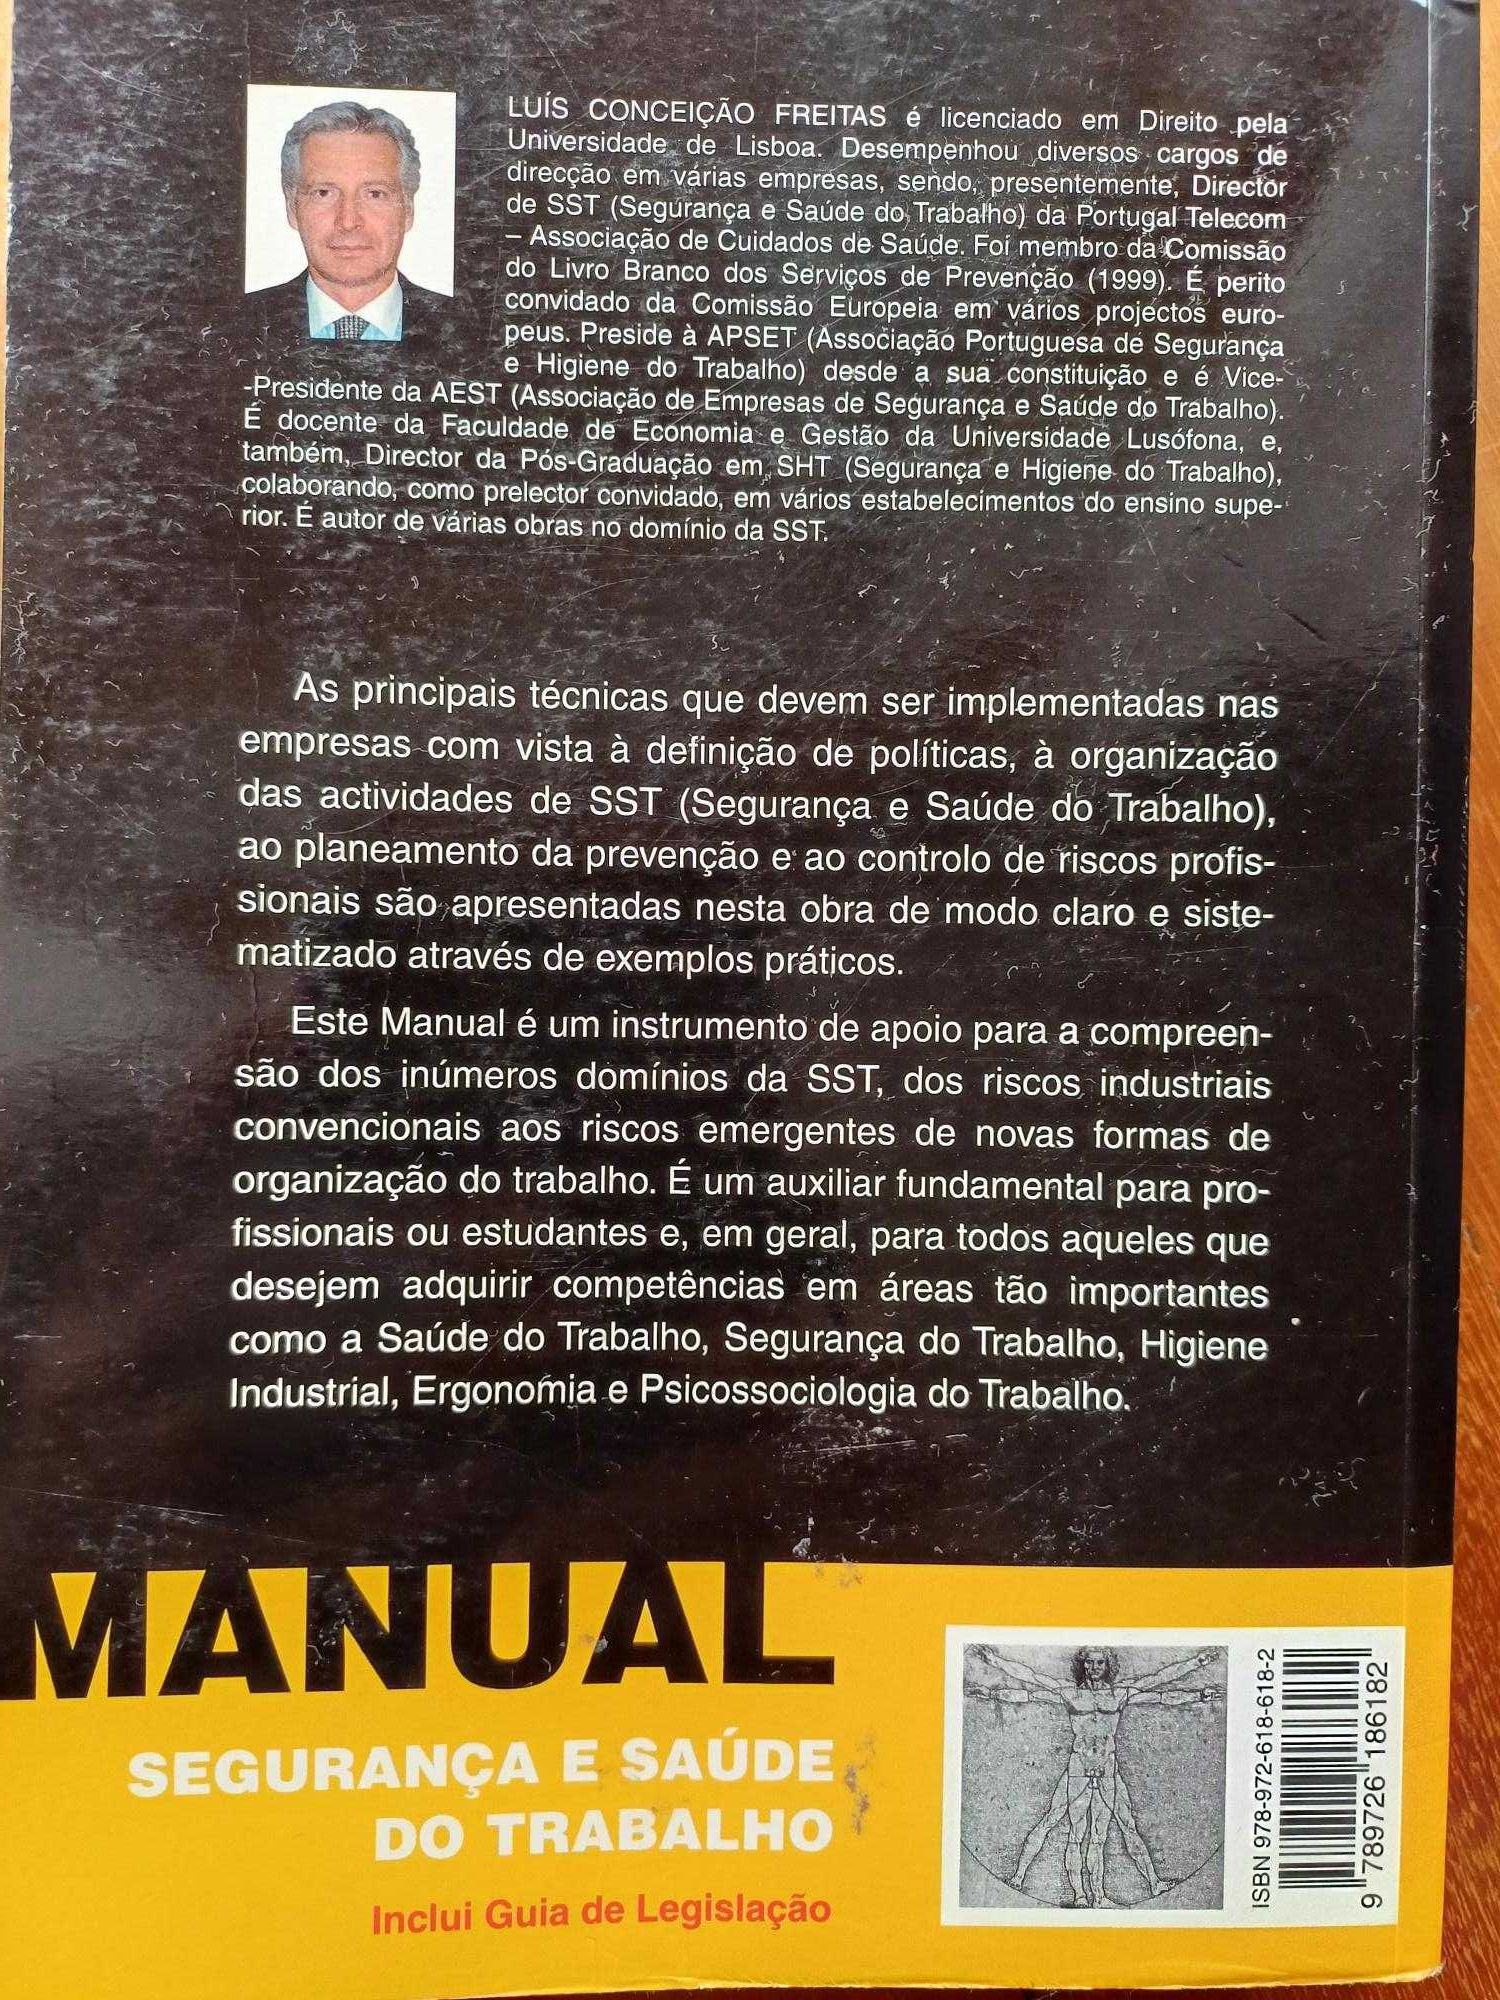 LUÍS CONCEIÇÃO FREITAS é licenciado em Direito pela
Universidade de Lisboa. Desempenhou diversos cargos de
direcção em várias empresas, sendo, presentemente, Director
de SST (Segurança e Saúde do Trabalho) da Portugal Telecom
– Associação de Cuidados de Saúde. Foi membro da Comissão
do Livro Branco dos Serviços de Prevenção (1999). É perito
convidado da Comissão Europeia em vários projectos euro-
peus. Preside à APSET (Associação Portuguesa de Segurança
e Higiene do Trabalho) desde a sua constituição e é Vice-
-Presidente da AEST (Associação de Empresas de Segurança e Saúde do Trabalho).
É docente da Faculdade de Economia e Gestão da Universidade Lusófona, e,
também, Director da Pós-Graduação em SHT (Segurança e Higiene do Trabalho),
colaborando, como prelector convidado, em vários estabelecimentos do ensino supe-
rior. É autor de várias obras no domínio da SST.
As principais técnicas que devem ser implementadas nas
empresas com vista à definição de políticas, à organização
das actividades de SST (Segurança e Saúde do Trabalho),
ao planeamento da prevenção e ao controlo de riscos profis-
sionais são apresentadas nesta obra de modo claro e siste-
matizado através de exemplos práticos.
Este Manual é um instrumento de apoio para a compreen-
são dos inúmeros domínios da SST, dos riscos industriais
convencionais aos riscos emergentes de novas formas de
organização do trabalho. É um auxiliar fundamental para pro-
fissionais ou estudantes e, em geral, para todos aqueles que
desejem adquirir competências em áreas tão importantes
como a Saúde do Trabalho, Segurança do Trabalho, Higiene
Industrial, Ergonomia e Psicossociologia do Trabalho.
MANUAL
SEGURANÇA E SAÚDE
DO TRABALHO
Inclui Guia de Legislação
ISBN 978-972-618-618-2
9 789726 186182